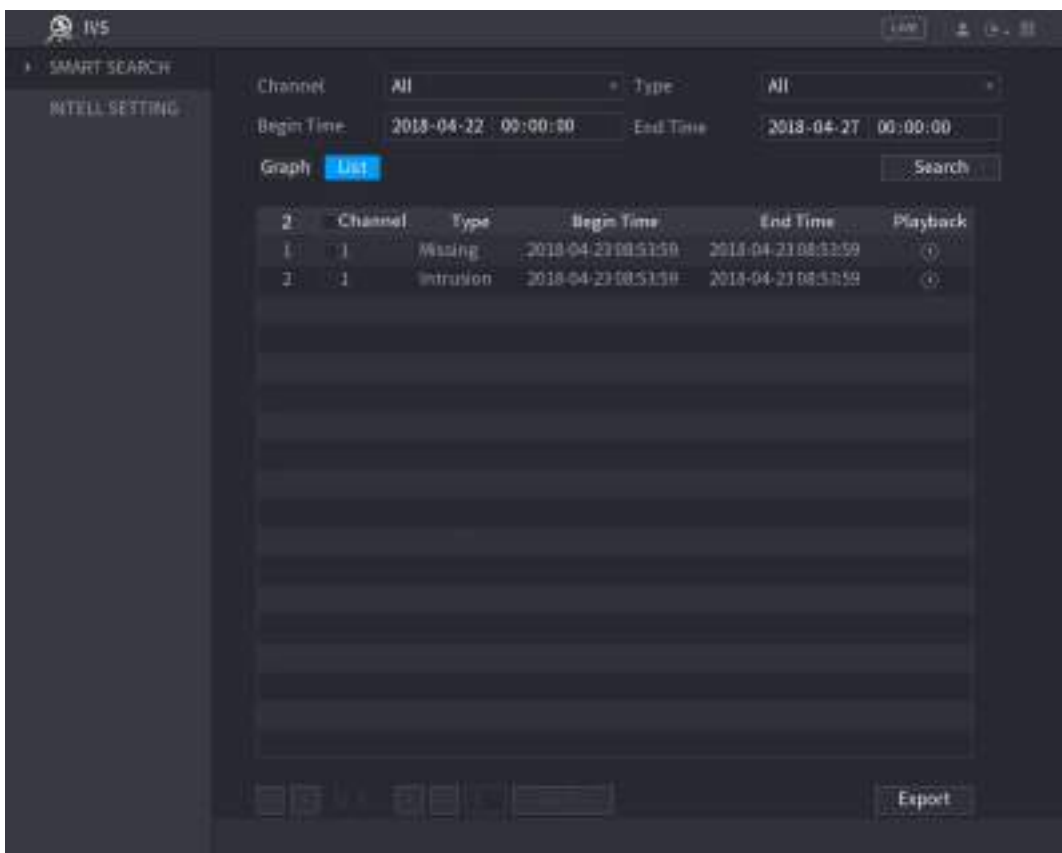 IVS LIVE
SMART SEARCH
INTELL SETTING
Channel All Type All
Begin Time 2018-04-22 00:00:00 End Time 2018-04-27 00:00:00
Graph List Search
2 Channel Type Begin Time End Time Playback
1 1 Missing 2018-04-23 08:53:59 2018-04-23 08:53:59
2 1 Intrusion 2018-04-23 08:53:59 2018-04-23 08:53:59
Export